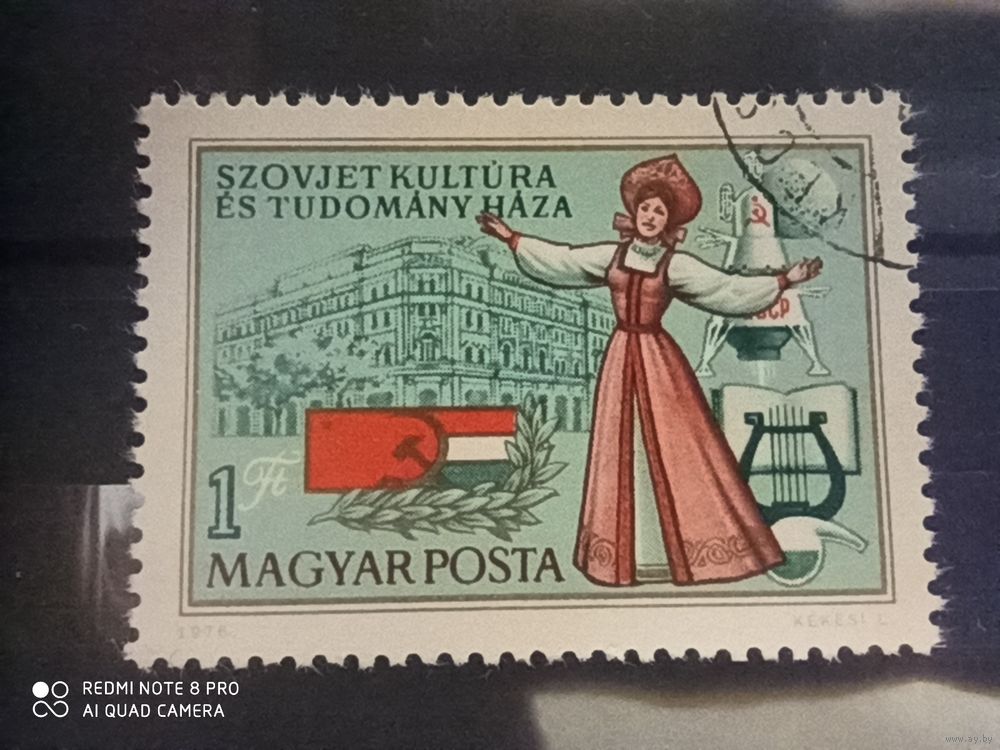 SZOVJET KULTÚRA
ÉS TUDOMÁNY HÁZA
1 Ft
MAGYAR POSTA
1976
KÉKESI L
REDMI NOTE 8 PRO
AI QUAD CAMERA
www.ay.by